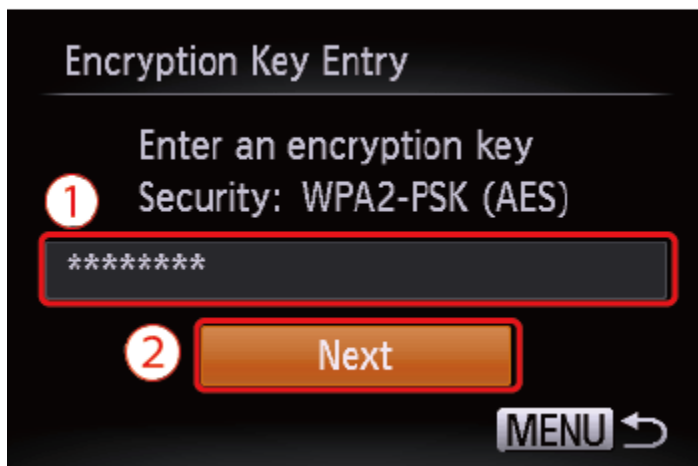 Encryption Key Entry
Enter an encryption key
1
Security: WPA2-PSK (AES)
********
2
Next
MENU